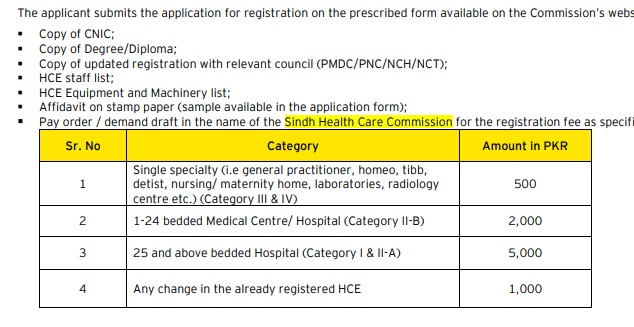 The applicant submits the application for registration on the prescribed form available on the Commission's webs
▪ Copy of CNIC;
▪ Copy of Degree/Diploma;
▪ Copy of updated registration with relevant council (PMDC/PNC/NCH/NCT);
▪ HCE staff list;
▪ HCE Equipment and Machinery list;
▪ Affidavit on stamp paper (sample available in the application form);
▪ Pay order / demand draft in the name of the Sindh Health Care Commission for the registration fee as specifi
Sr. No Category Amount in PKR
1 Single specialty (i.e general practitioner, homeo, tibb,
detist, nursing/ maternity home, laboratories, radiology
centre etc.) (Category III & IV) 500
2 1-24 bedded Medical Centre/ Hospital (Category II-B) 2,000
3 25 and above bedded Hospital (Category I & II-A) 5,000
4 Any change in the already registered HCE 1,000